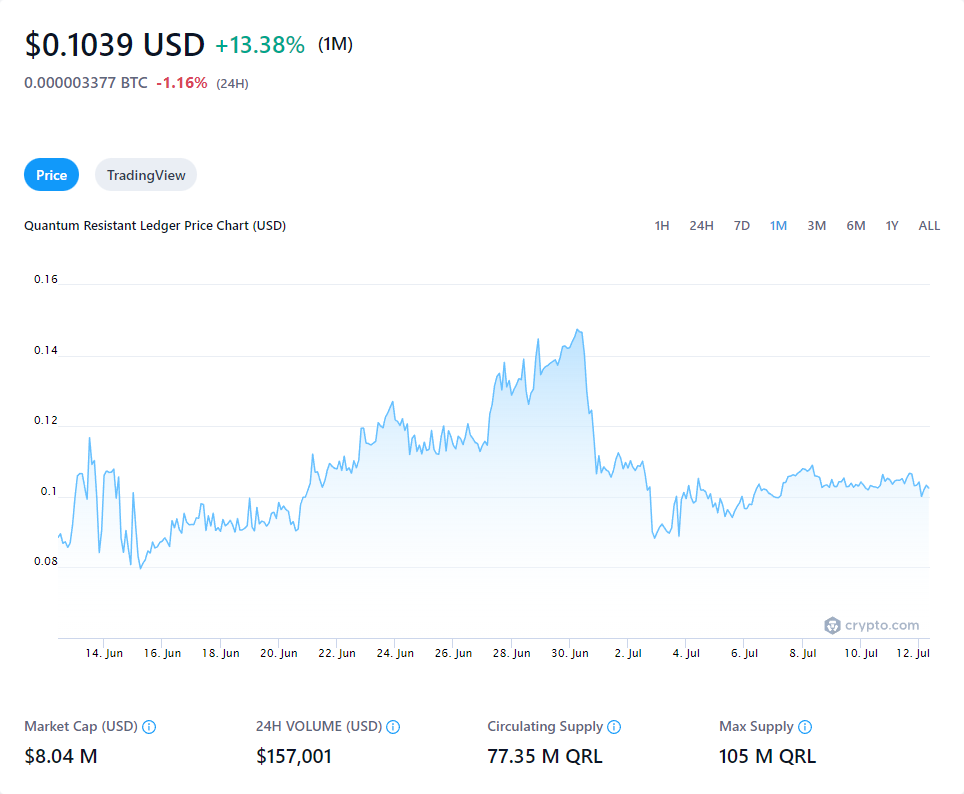 $0.1039 USD +13.38% (1M)
0.000003377 BTC -1.16% (24H)
Price TradingView
Quantum Resistant Ledger Price Chart (USD) 1H 24H 7D 1M 3M 6M 1Y ALL
0.16
0.14
0.12
0.1
0.08
crypto.com
14. Jun 16. Jun 18. Jun 20. Jun 22. Jun 24. Jun 26. Jun 28. Jun 30. Jun 2. Jul 4. Jul 6. Jul 8. Jul 10. Jul 12. Jul
Market Cap (USD) 24H VOLUME (USD) Circulating Supply Max Supply
$8.04 M $157,001 77.35 M QRL 105 M QRL